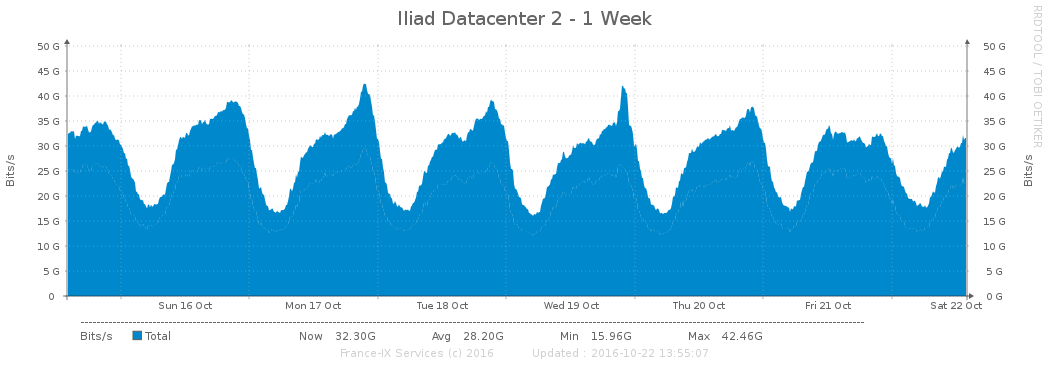 Iliad Datacenter 2 - 1 Week
RRDTOOL / TOBI OETIKER
Bits/s
50 G 50 G
45 G 45 G
40 G 40 G
35 G 35 G
30 G 30 G
25 G 25 G
20 G 20 G
15 G 15 G
10 G 10 G
5 G 5 G
0 0 G
Bits/s
Sun 16 Oct Mon 17 Oct Tue 18 Oct Wed 19 Oct Thu 20 Oct Fri 21 Oct Sat 22 Oct
Bits/s Total Now 32.30G Avg 28.20G Min 15.96G Max 42.46G
France-IX Services (c) 2016 Updated : 2016-10-22 13:55:07